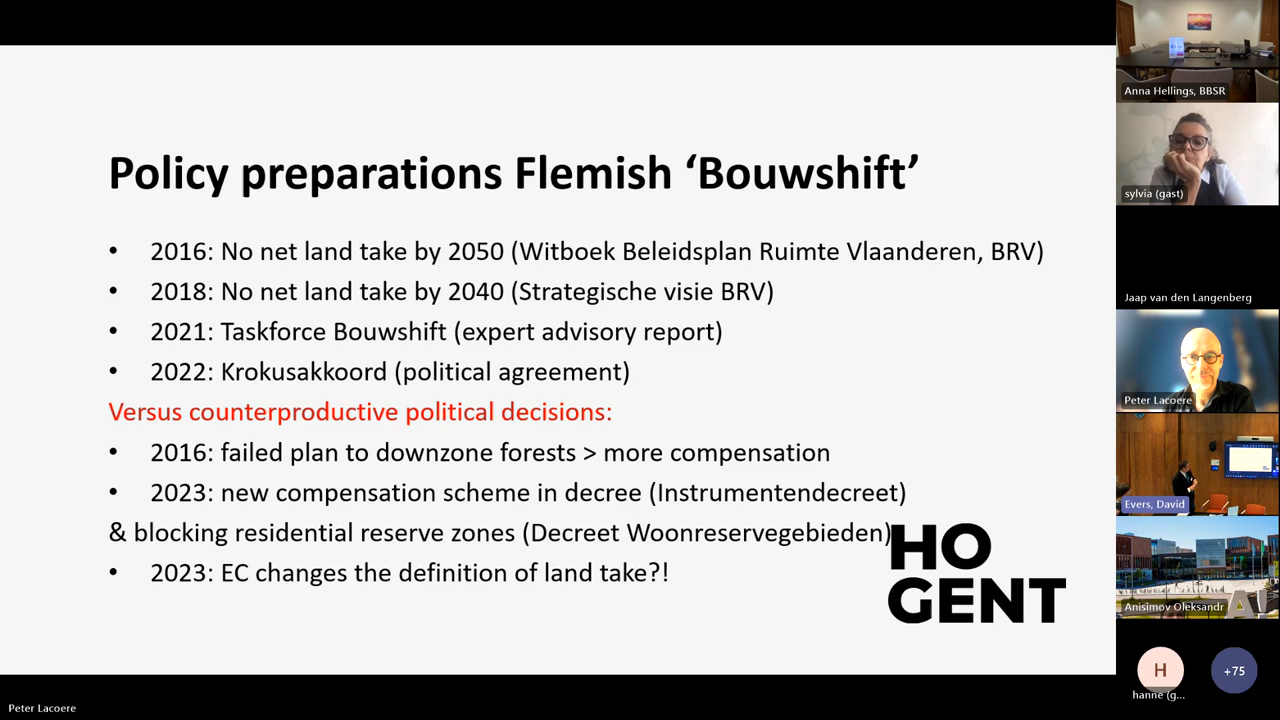 Policy preparations Flemish ‘Bouwshift’
• 2016: No net land take by 2050 (Witboek Beleidsplan Ruimte Vlaanderen, BRV)
• 2018: No net land take by 2040 (Strategische visie BRV)
• 2021: Taskforce Bouwshift (expert advisory report)
• 2022: Krokusakkoord (political agreement)
Versus counterproductive political decisions:
• 2016: failed plan to downzone forests > more compensation
• 2023: new compensation scheme in decree (Instrumentendecreet)
& blocking residential reserve zones (Decreet Woonreservegebieden)
• 2023: EC changes the definition of land take?!
HO
GENT
Peter Lacoere
Anna Hellings, BBSR
sylvia (gast)
Jaap van den Langenberg
Peter Lacoere
Evers, David
Anisimov Oleksandr
A!
H
+75
hanne (g...